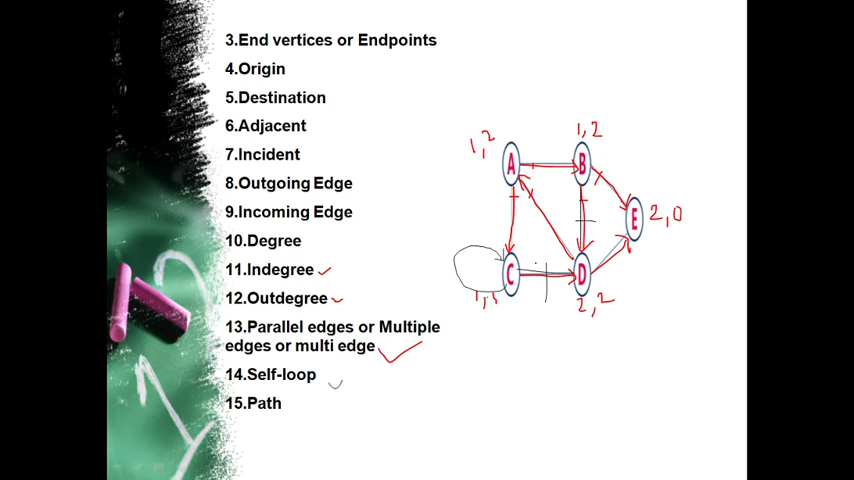 3.End vertices or Endpoints
4.Origin
5.Destination
6.Adjacent
7.Incident
8.Outgoing Edge
9.Incoming Edge
10.Degree
11.Indegree
12.Outdegree
13.Parallel edges or Multiple
edges or multi edge
14.Self-loop
15.Path
1,2
1,2
A
B
E
2,0
C
D
2,2